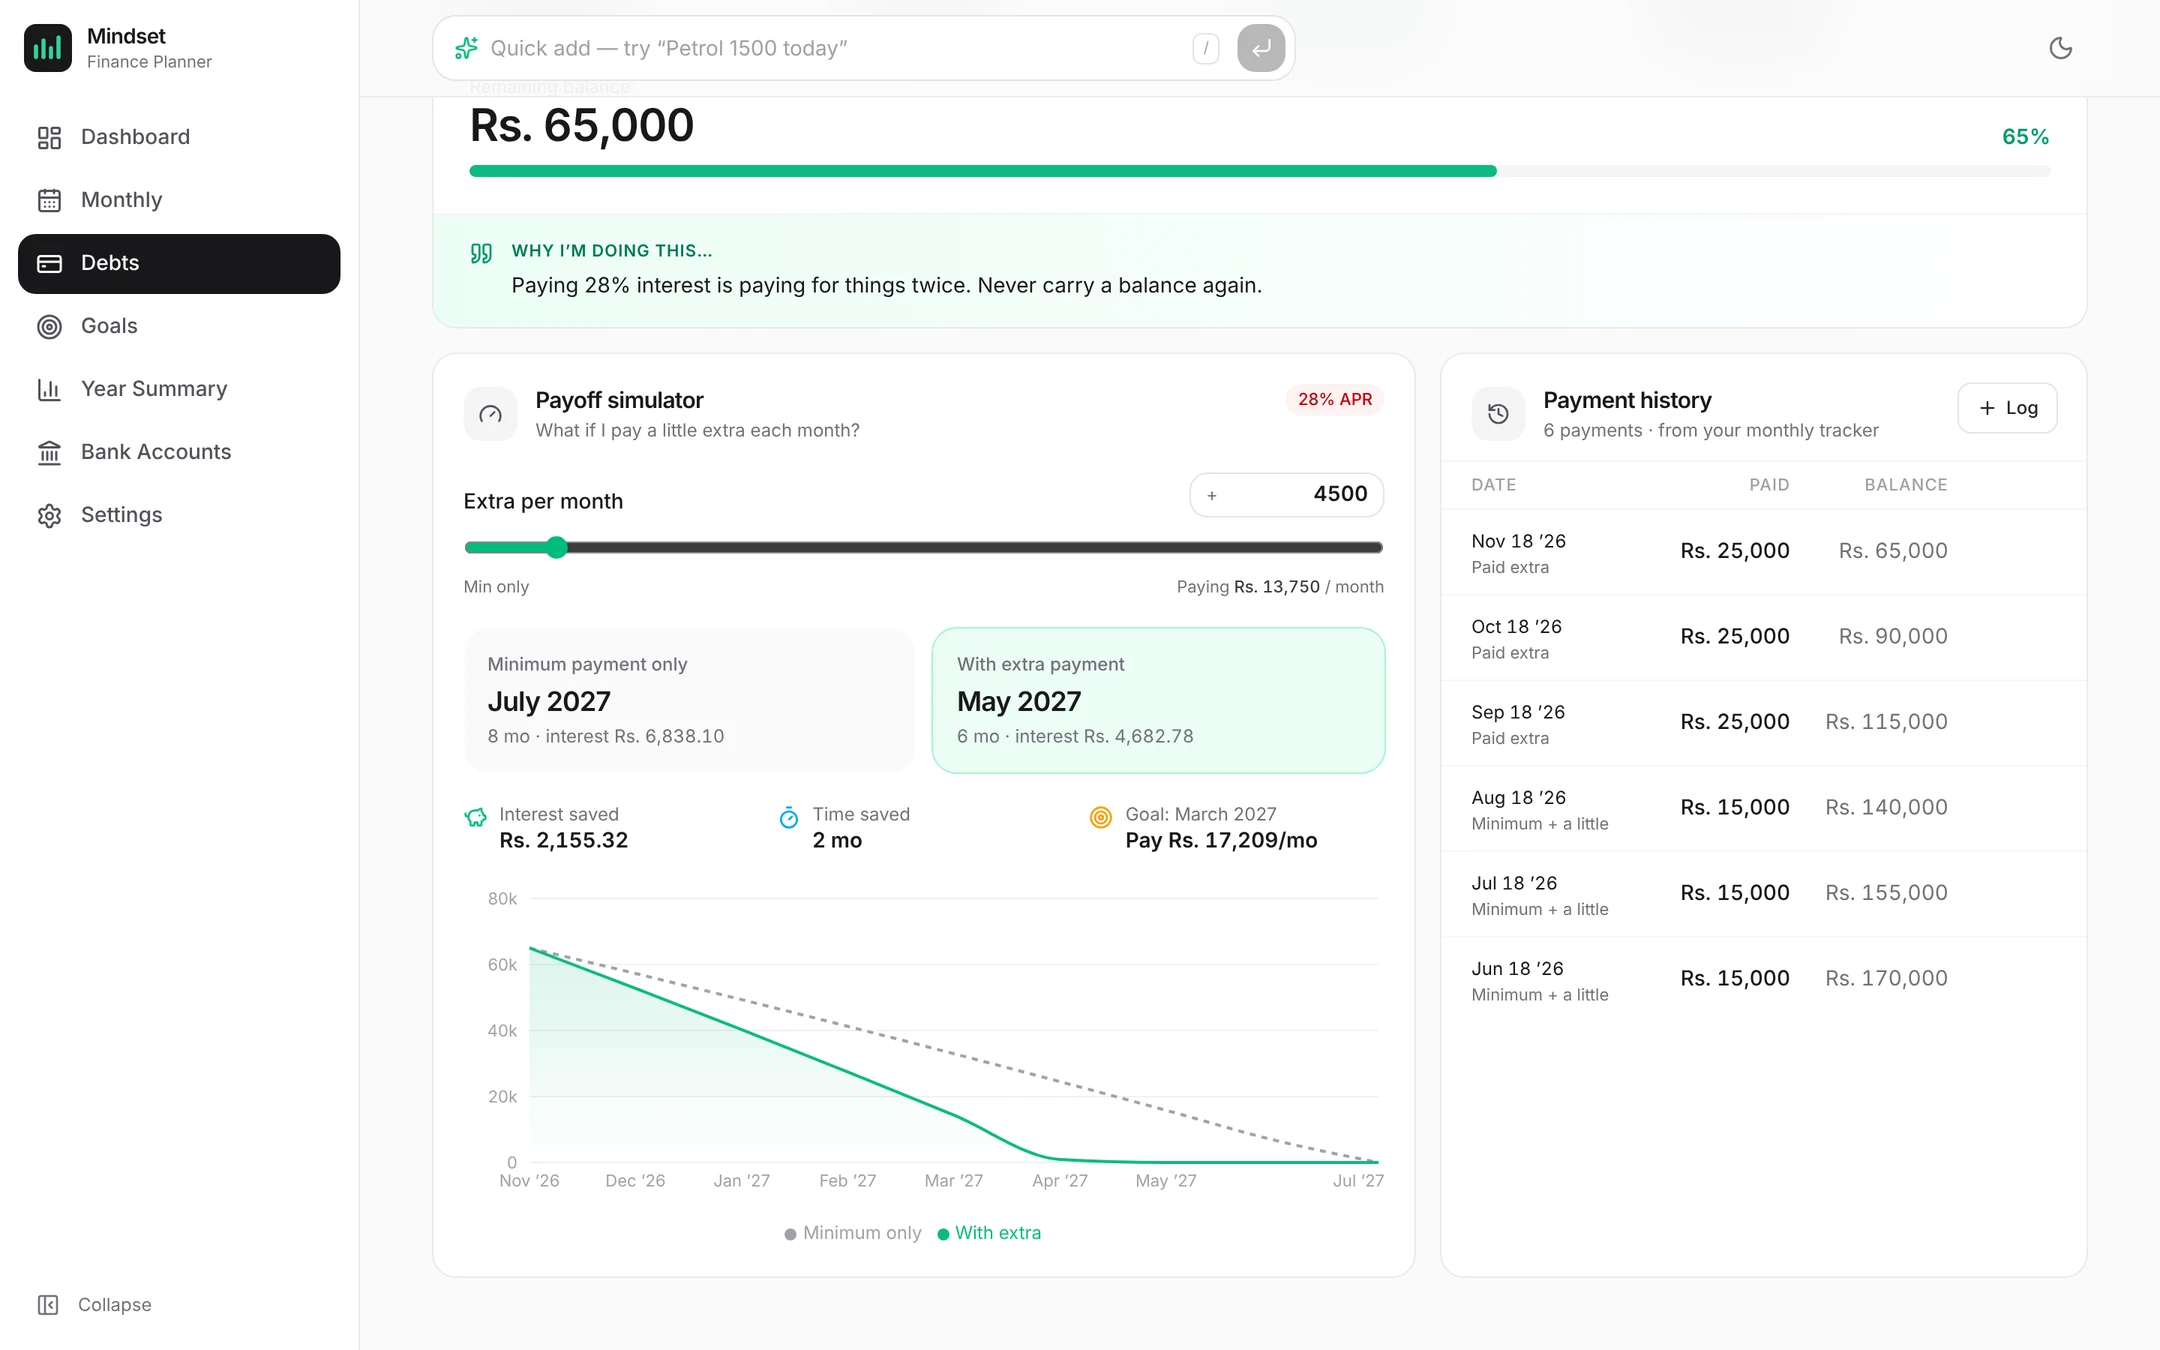 Mindset
Finance Planner
Dashboard
Monthly
Debts
Goals
Year Summary
Bank Accounts
Settings
Collapse
Quick add — try “Petrol 1500 today”
/
Remaining balance
Rs. 65,000
65%
WHY I’M DOING THIS…
Paying 28% interest is paying for things twice. Never carry a balance again.
Payoff simulator
What if I pay a little extra each month?
28% APR
Extra per month
+ 4500
Min only
Paying Rs. 13,750 / month
Minimum payment only
July 2027
8 mo · interest Rs. 6,838.10
With extra payment
May 2027
6 mo · interest Rs. 4,682.78
Interest saved
Rs. 2,155.32
Time saved
2 mo
Goal: March 2027
Pay Rs. 17,209/mo
80k
60k
40k
20k
0
Nov ’26 Dec ’26 Jan ’27 Feb ’27 Mar ’27 Apr ’27 May ’27 Jul ’27
Minimum only With extra
Payment history
6 payments · from your monthly tracker
+ Log
DATE PAID BALANCE
Nov 18 ’26
Paid extra
Rs. 25,000 Rs. 65,000
Oct 18 ’26
Paid extra
Rs. 25,000 Rs. 90,000
Sep 18 ’26
Paid extra
Rs. 25,000 Rs. 115,000
Aug 18 ’26
Minimum + a little
Rs. 15,000 Rs. 140,000
Jul 18 ’26
Minimum + a little
Rs. 15,000 Rs. 155,000
Jun 18 ’26
Minimum + a little
Rs. 15,000 Rs. 170,000